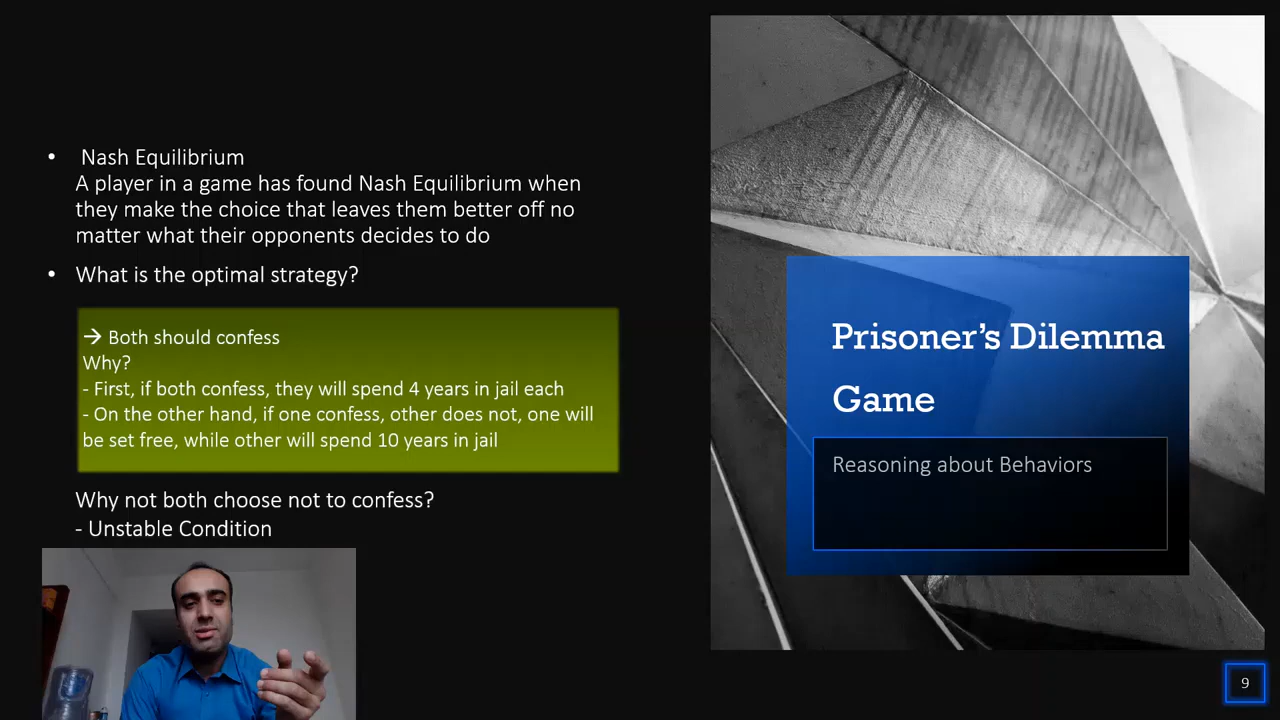 • Nash Equilibrium
A player in a game has found Nash Equilibrium when
they make the choice that leaves them better off no
matter what their opponents decides to do
• What is the optimal strategy?
→ Both should confess
Why?
- First, if both confess, they will spend 4 years in jail each
- On the other hand, if one confess, other does not, one will
be set free, while other will spend 10 years in jail
Why not both choose not to confess?
- Unstable Condition
Prisoner’s Dilemma
Game
Reasoning about Behaviors
9